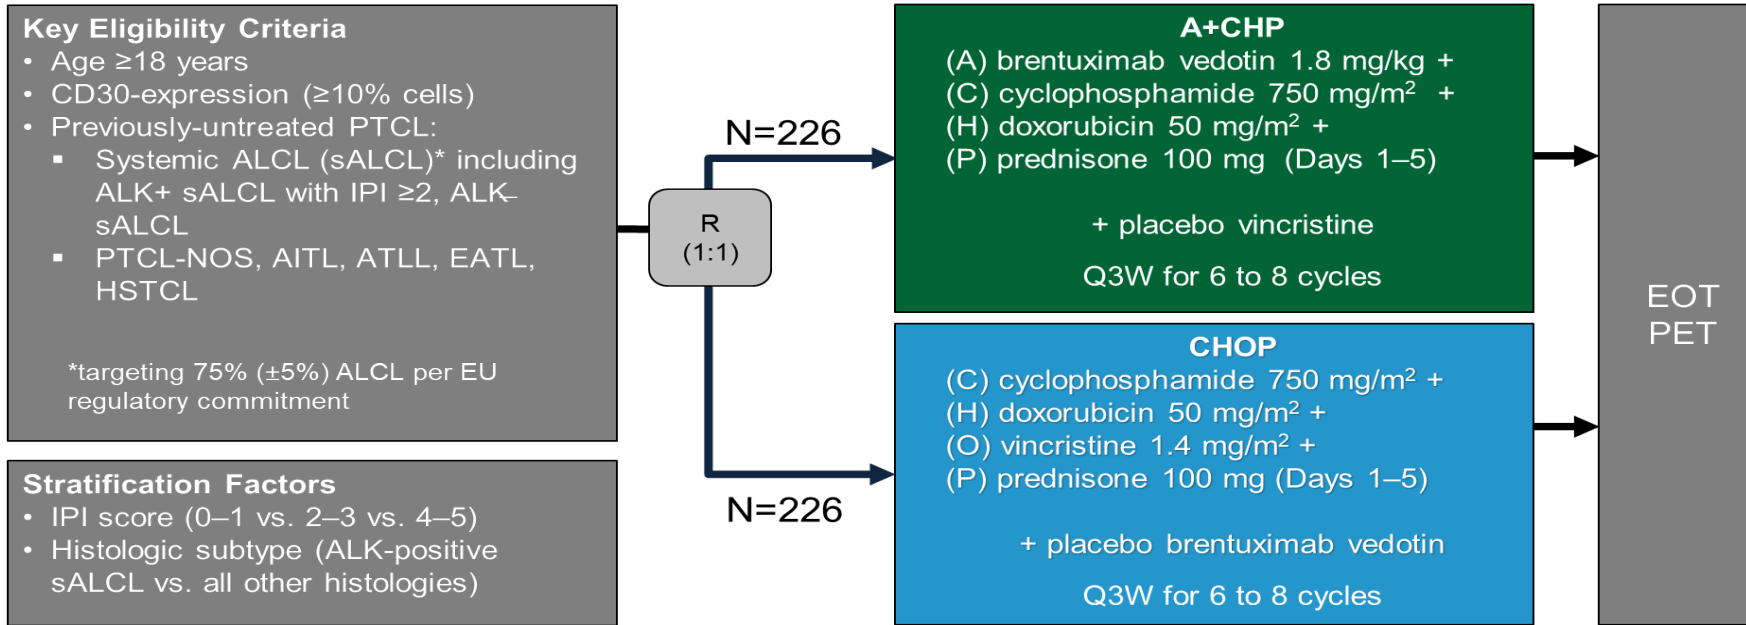 Key Eligibility Criteria
• Age ≥18 years
• CD30-expression (≥10% cells)
• Previously-untreated PTCL:
▪ Systemic ALCL (sALCL)* including
ALK+ sALCL with IPI ≥2, ALK–
sALCL
▪ PTCL-NOS, AITL, ATLL, EATL,
HSTCL
*targeting 75% (±5%) ALCL per EU
regulatory commitment
Stratification Factors
• IPI score (0–1 vs. 2–3 vs. 4–5)
• Histologic subtype (ALK-positive
sALCL vs. all other histologies)
R
(1:1)
N=226
N=226
A+CHP
(A) brentuximab vedotin 1.8 mg/kg +
(C) cyclophosphamide 750 mg/m² +
(H) doxorubicin 50 mg/m² +
(P) prednisone 100 mg (Days 1–5)
+ placebo vincristine
Q3W for 6 to 8 cycles
CHOP
(C) cyclophosphamide 750 mg/m² +
(H) doxorubicin 50 mg/m² +
(O) vincristine 1.4 mg/m² +
(P) prednisone 100 mg (Days 1–5)
+ placebo brentuximab vedotin
Q3W for 6 to 8 cycles
EOT
PET